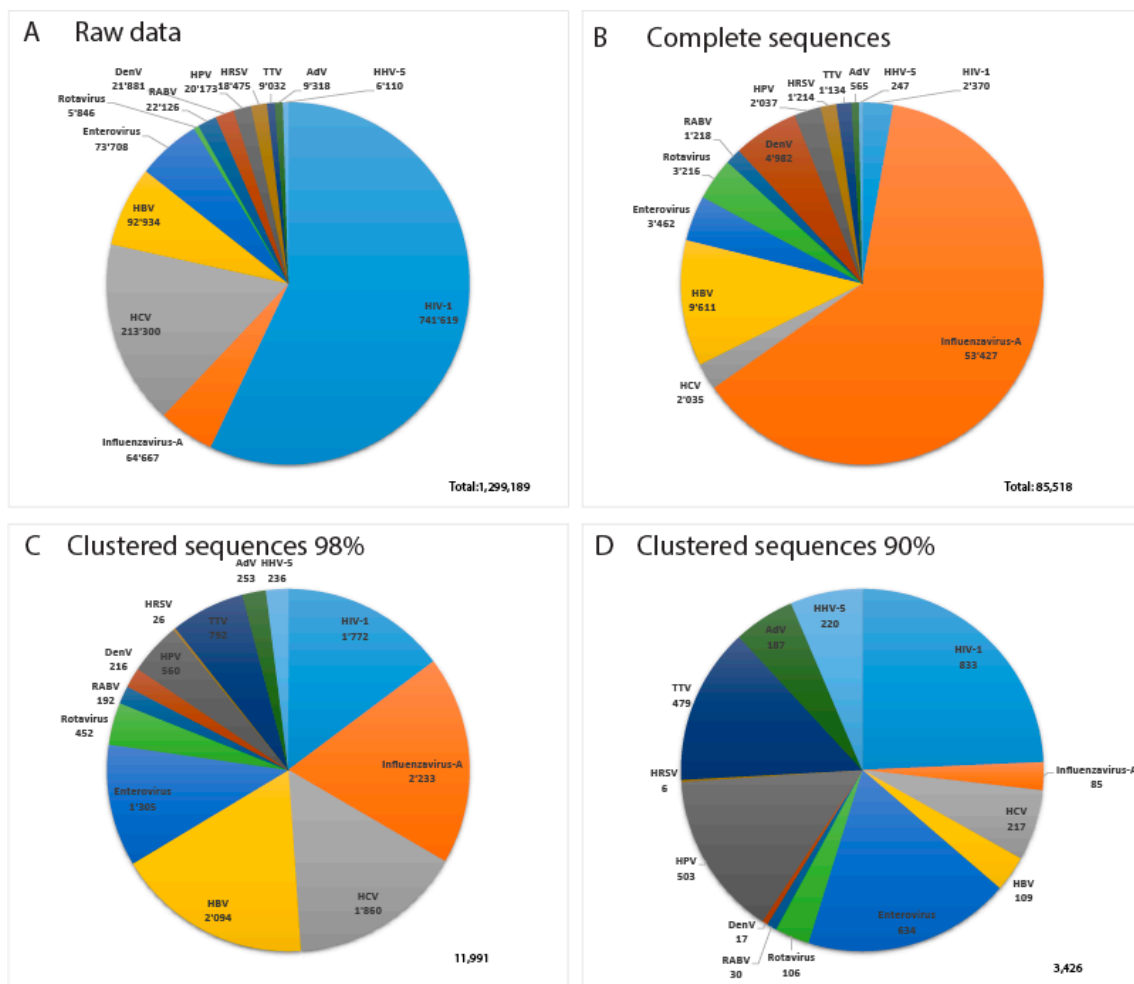 A Raw data
DenV
21'881
HPV
20'173
HRSV
18'475
TTV
9'032
AdV
9'318
HHV-5
6'110
RABV
22'126
Rotavirus
5'846
Enterovirus
73'708
HBV
92'934
HCV
213'300
HIV-1
741'619
Influenzavirus-A
64'667
Total:1,299,189
B Complete sequences
HPV
2'037
HRSV
1'214
TTV
1'134
AdV
565
HHV-5
247
HIV-1
2'370
RABV
1'218
DenV
4'982
Rotavirus
3'216
Enterovirus
3'462
HBV
9'611
HCV
2'035
Influenzavirus-A
53'427
Total: 85,518
C Clustered sequences 98%
AdV
253
HHV-5
236
HRSV
26
TTV
792
HIV-1
1'772
DenV
216
HPV
560
RABV
192
Rotavirus
452
Influenzavirus-A
2'233
Enterovirus
1'305
HBV
2'094
HCV
1'860
11,991
D Clustered sequences 90%
HHV-5
220
AdV
187
HIV-1
833
TTV
479
HRSV
6
Influenzavirus-A
85
HCV
217
HPV
503
HBV
109
Enterovirus
634
DenV
17
RABV
30
Rotavirus
106
3,426